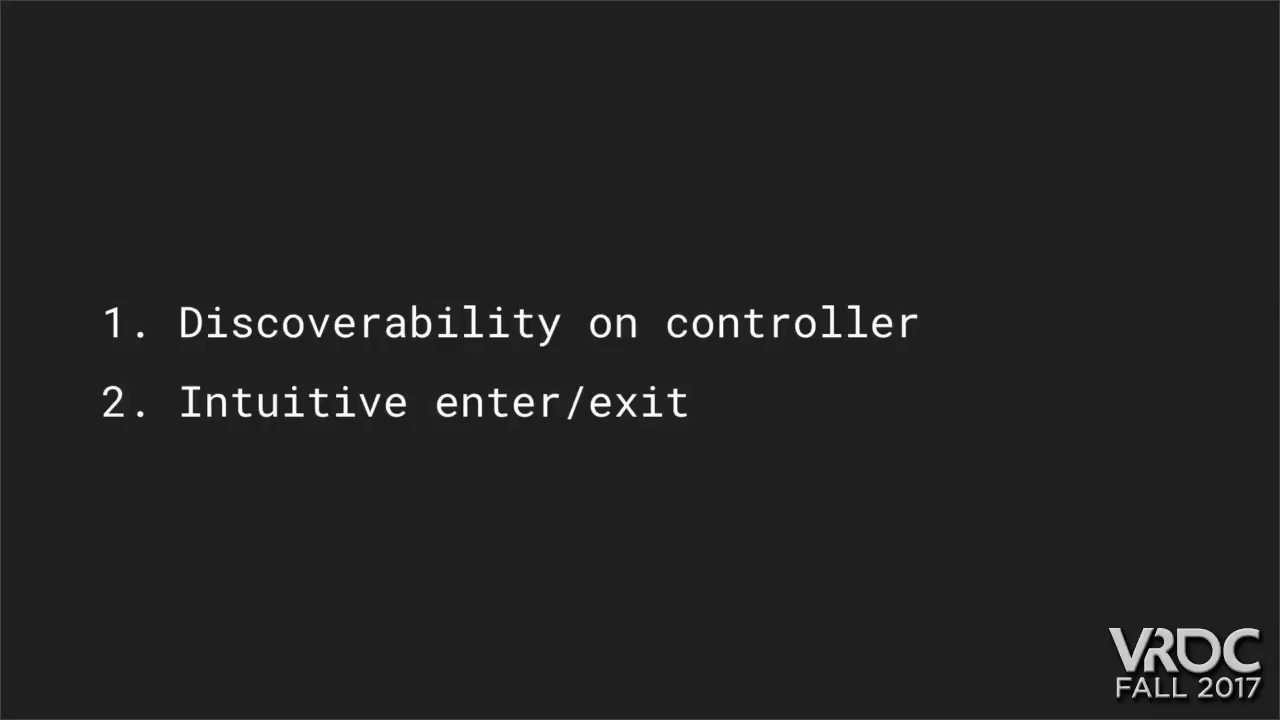 1. Discoverability on controller
2. Intuitive enter/exit
VRDC
FALL 2017